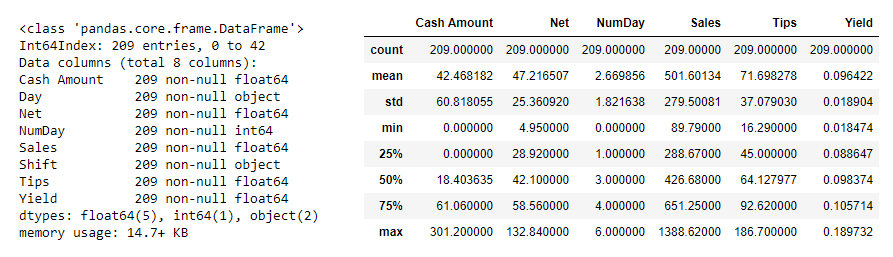 <class 'pandas.core.frame.DataFrame'>
Int64Index: 209 entries, 0 to 42
Data columns (total 8 columns):
Cash Amount    209 non-null float64
Day            209 non-null object
Net            209 non-null float64
NumDay         209 non-null int64
Sales          209 non-null float64
Shift          209 non-null object
Tips           209 non-null float64
Yield          209 non-null float64
dtypes: float64(5), int64(1), object(2)
memory usage: 14.7+ KB
Cash Amount Net NumDay Sales Tips Yield
count 209.000000 209.000000 209.000000 209.00000 209.000000 209.000000
mean 42.468182 47.216507 2.669856 501.60134 71.698278 0.096422
std 60.818055 25.360920 1.821638 279.50081 37.079030 0.018904
min 0.000000 4.950000 0.000000 89.79000 16.290000 0.018474
25% 0.000000 28.920000 1.000000 288.67000 45.000000 0.088647
50% 18.403635 42.100000 3.000000 426.68000 64.127977 0.098374
75% 61.060000 58.560000 4.000000 651.25000 92.620000 0.105714
max 301.200000 132.840000 6.000000 1388.62000 186.700000 0.189732